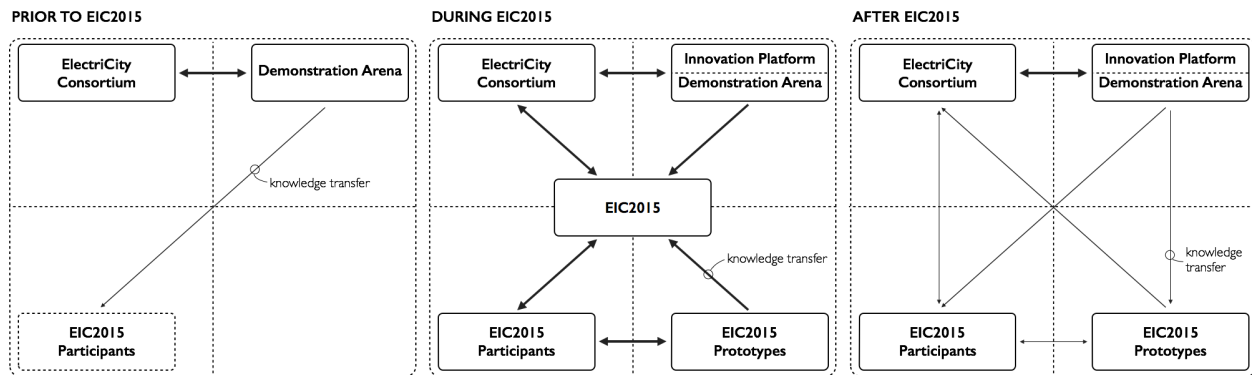 PRIOR TO EIC2015
ElectriCity
Consortium
Demonstration Arena
knowledge transfer
EIC2015
Participants
DURING EIC2015
ElectriCity
Consortium
Innovation Platform
Demonstration Arena
EIC2015
knowledge transfer
EIC2015
Participants
EIC2015
Prototypes
AFTER EIC2015
ElectriCity
Consortium
Innovation Platform
Demonstration Arena
knowledge
transfer
EIC2015
Participants
EIC2015
Prototypes